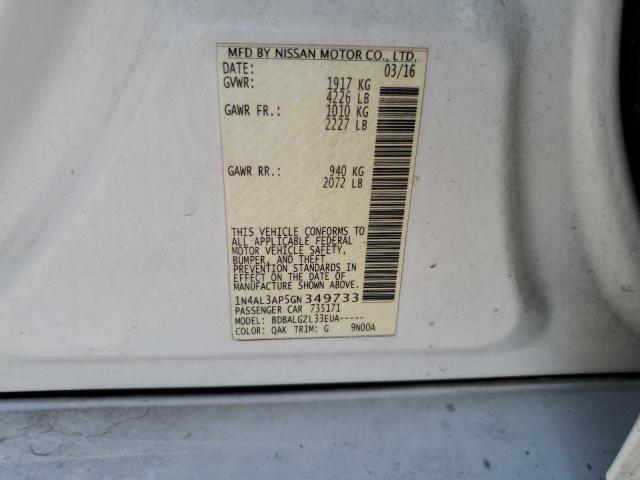 MFD BY NISSAN MOTOR CO., LTD.
DATE: 03/16
GVWR: 1917 KG
4226 LB
GAWR FR.: 1010 KG
2227 LB
GAWR RR.: 940 KG
2072 LB
THIS VEHICLE CONFORMS TO
ALL APPLICABLE FEDERAL
MOTOR VEHICLE SAFETY,
BUMPER, AND THEFT
PREVENTION STANDARDS IN
EFFECT ON THE DATE OF
MANUFACTURE SHOWN ABOVE.
1N4AL3AP5GN349733
PASSENGER CAR 735171
MODEL: BDBALGZL33EUA-----
COLOR: QAK TRIM: G 9N00A